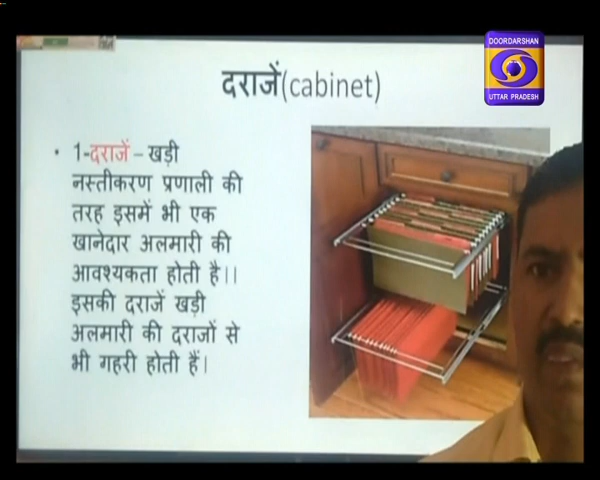 DOORDARSHAN
UTTAR PRADESH
दराजें(cabinet)
• 1-दराजें – खड़ी
नस्तीकरण प्रणाली की
तरह इसमें भी एक
खानेदार अलमारी की
आवश्यकता होती है।।
इसकी दराजें खड़ी
अलमारी की दराजों से
भी गहरी होती हैं।